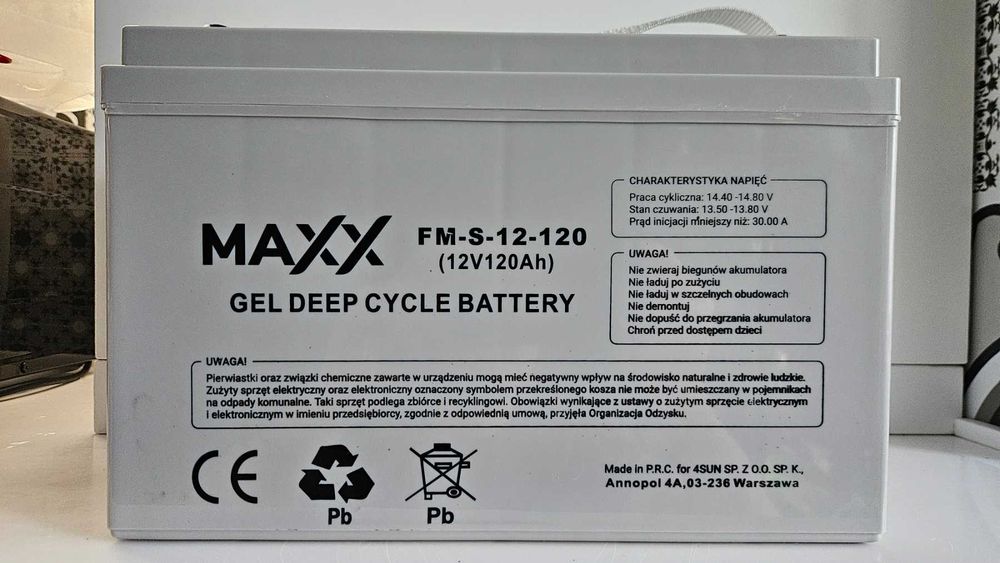 MAXX
FM-S-12-120
(12V120Ah)
GEL DEEP CYCLE BATTERY
CHARAKTERYSTYKA NAPIĘĆ
Praca cykliczna: 14.40 -14.80 V
Stan czuwania: 13.50 -13.80 V
Prąd inicjacji mniejszy niż: 30.00 A
UWAGA!
Nie zwieraj biegunów akumulatora
Nie ładuj po zużyciu
Nie ładuj w szczelnych obudowach
Nie demontuj
Nie dopuść do przegrzania akumulatora
Chroń przed dostępem dzieci
UWAGA!
Pierwiastki oraz związki chemiczne zawarte w urządzeniu mogą mieć negatywny wpływ na środowisko naturalne i zdrowie ludzkie.
Zużyty sprzęt elektryczny oraz elektroniczny oznaczony symbolem przekreślonego kosza nie może być umieszczany w pojemnikach
na odpady komunalne. Taki sprzęt podlega zbiórce i recyklingowi. Obowiązki wynikające z ustawy o zużytym sprzęcie elektrycznym
i elektronicznym w imieniu przedsiębiorcy, zgodnie z odpowiednią umową, przyjęła Organizacja Odzysku.
CE
Pb
Pb
Made in P.R.C. for 4SUN SP. Z O.O. SP. K.,
Annopol 4A,03-236 Warszawa